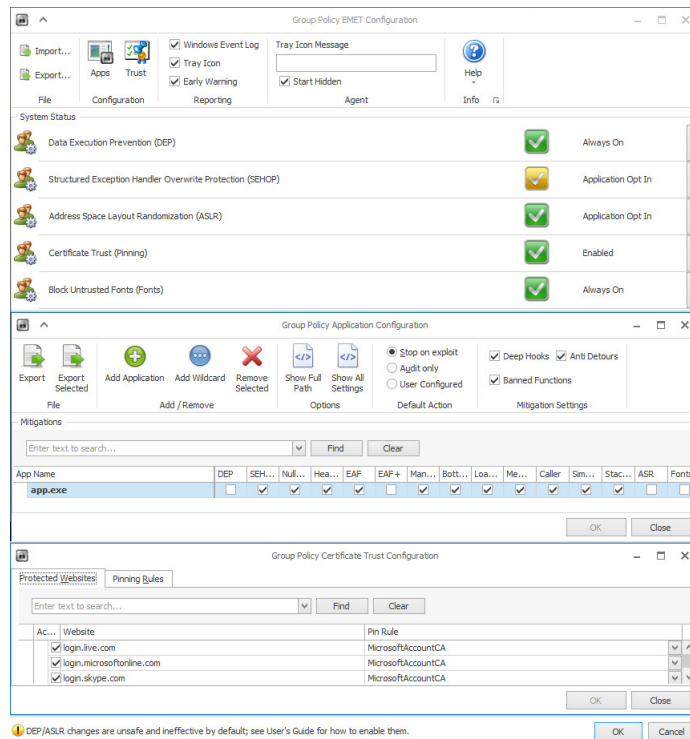 Group Policy EMET Configuration
Import...
Export...
File
Apps
Trust
Configuration
Windows Event Log
Tray Icon
Early Warning
Reporting
Tray Icon Message
Start Hidden
Agent
Help
Info
System Status
Data Execution Prevention (DEP) Always On
Structured Exception Handler Overwrite Protection (SEHOP) Application Opt In
Address Space Layout Randomization (ASLR) Application Opt In
Certificate Trust (Pinning) Enabled
Block Untrusted Fonts (Fonts) Always On
Group Policy Application Configuration
Export
Export Selected
File
Add Application
Add Wildcard
Remove Selected
Add / Remove
Show Full Path
Show All Settings
Options
Stop on exploit
Audit only
User Configured
Default Action
Deep Hooks Anti Detours
Banned Functions
Mitigation Settings
Mitigations
Enter text to search... Find Clear
App Name DEP SEH... Null... Hea... EAF EAF+ Man... Bott... Loa... Me... Caller Sim... Stac... ASR Fonts
app.exe
OK Close
Group Policy Certificate Trust Configuration
Protected Websites Pinning Rules
Enter text to search... Find Clear
Ac... Website Pin Rule
login.live.com MicrosoftAccountCA
login.microsoftonline.com MicrosoftAccountCA
login.skype.com MicrosoftAccountCA
OK Close
DEP/ASLR changes are unsafe and ineffective by default; see User's Guide for how to enable them. OK Cancel